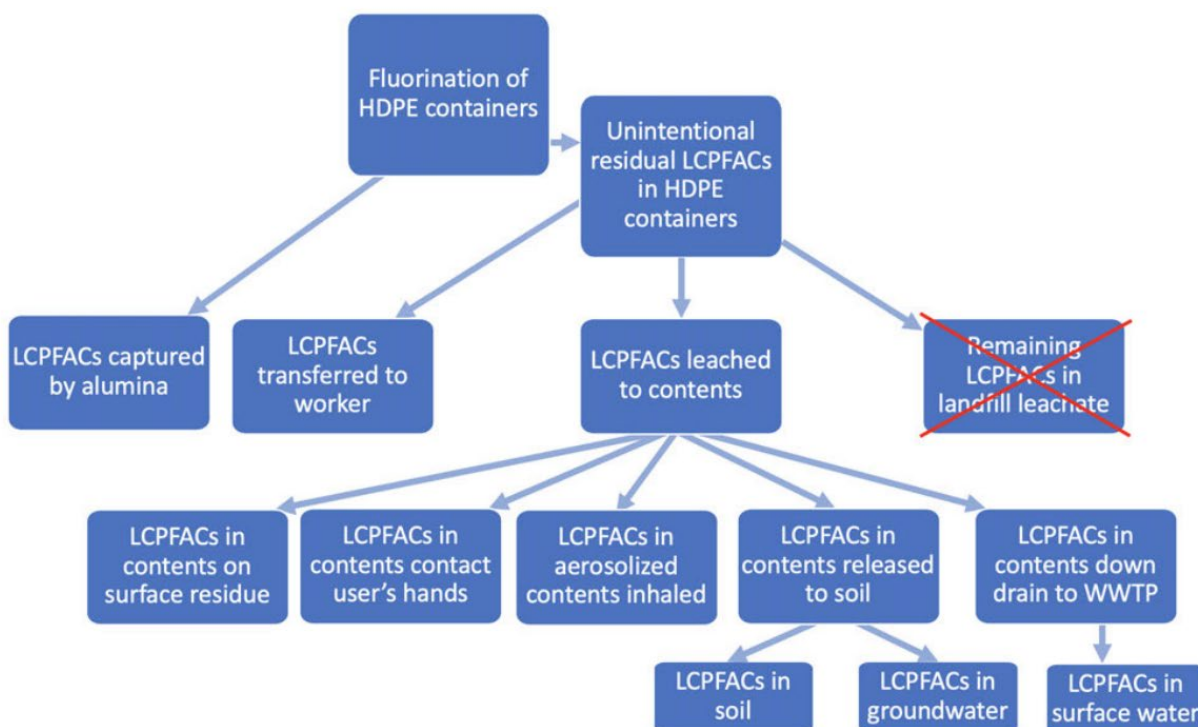 Fluorination of
HDPE containers
Unintentional
residual LCPFACs
in HDPE
containers
LCPFACs captured
by alumina
LCPFACs
transferred to
worker
LCPFACs leached
to contents
Remaining
LCPFACs in
landfill leachate
LCPFACs in
contents on
surface residue
LCPFACs in
contents contact
user’s hands
LCPFACs in
aerosolized
contents inhaled
LCPFACs in
contents released
to soil
LCPFACs in
contents down
drain to WWTP
LCPFACs in
soil
LCPFACs in
groundwater
LCPFACs in
surface water